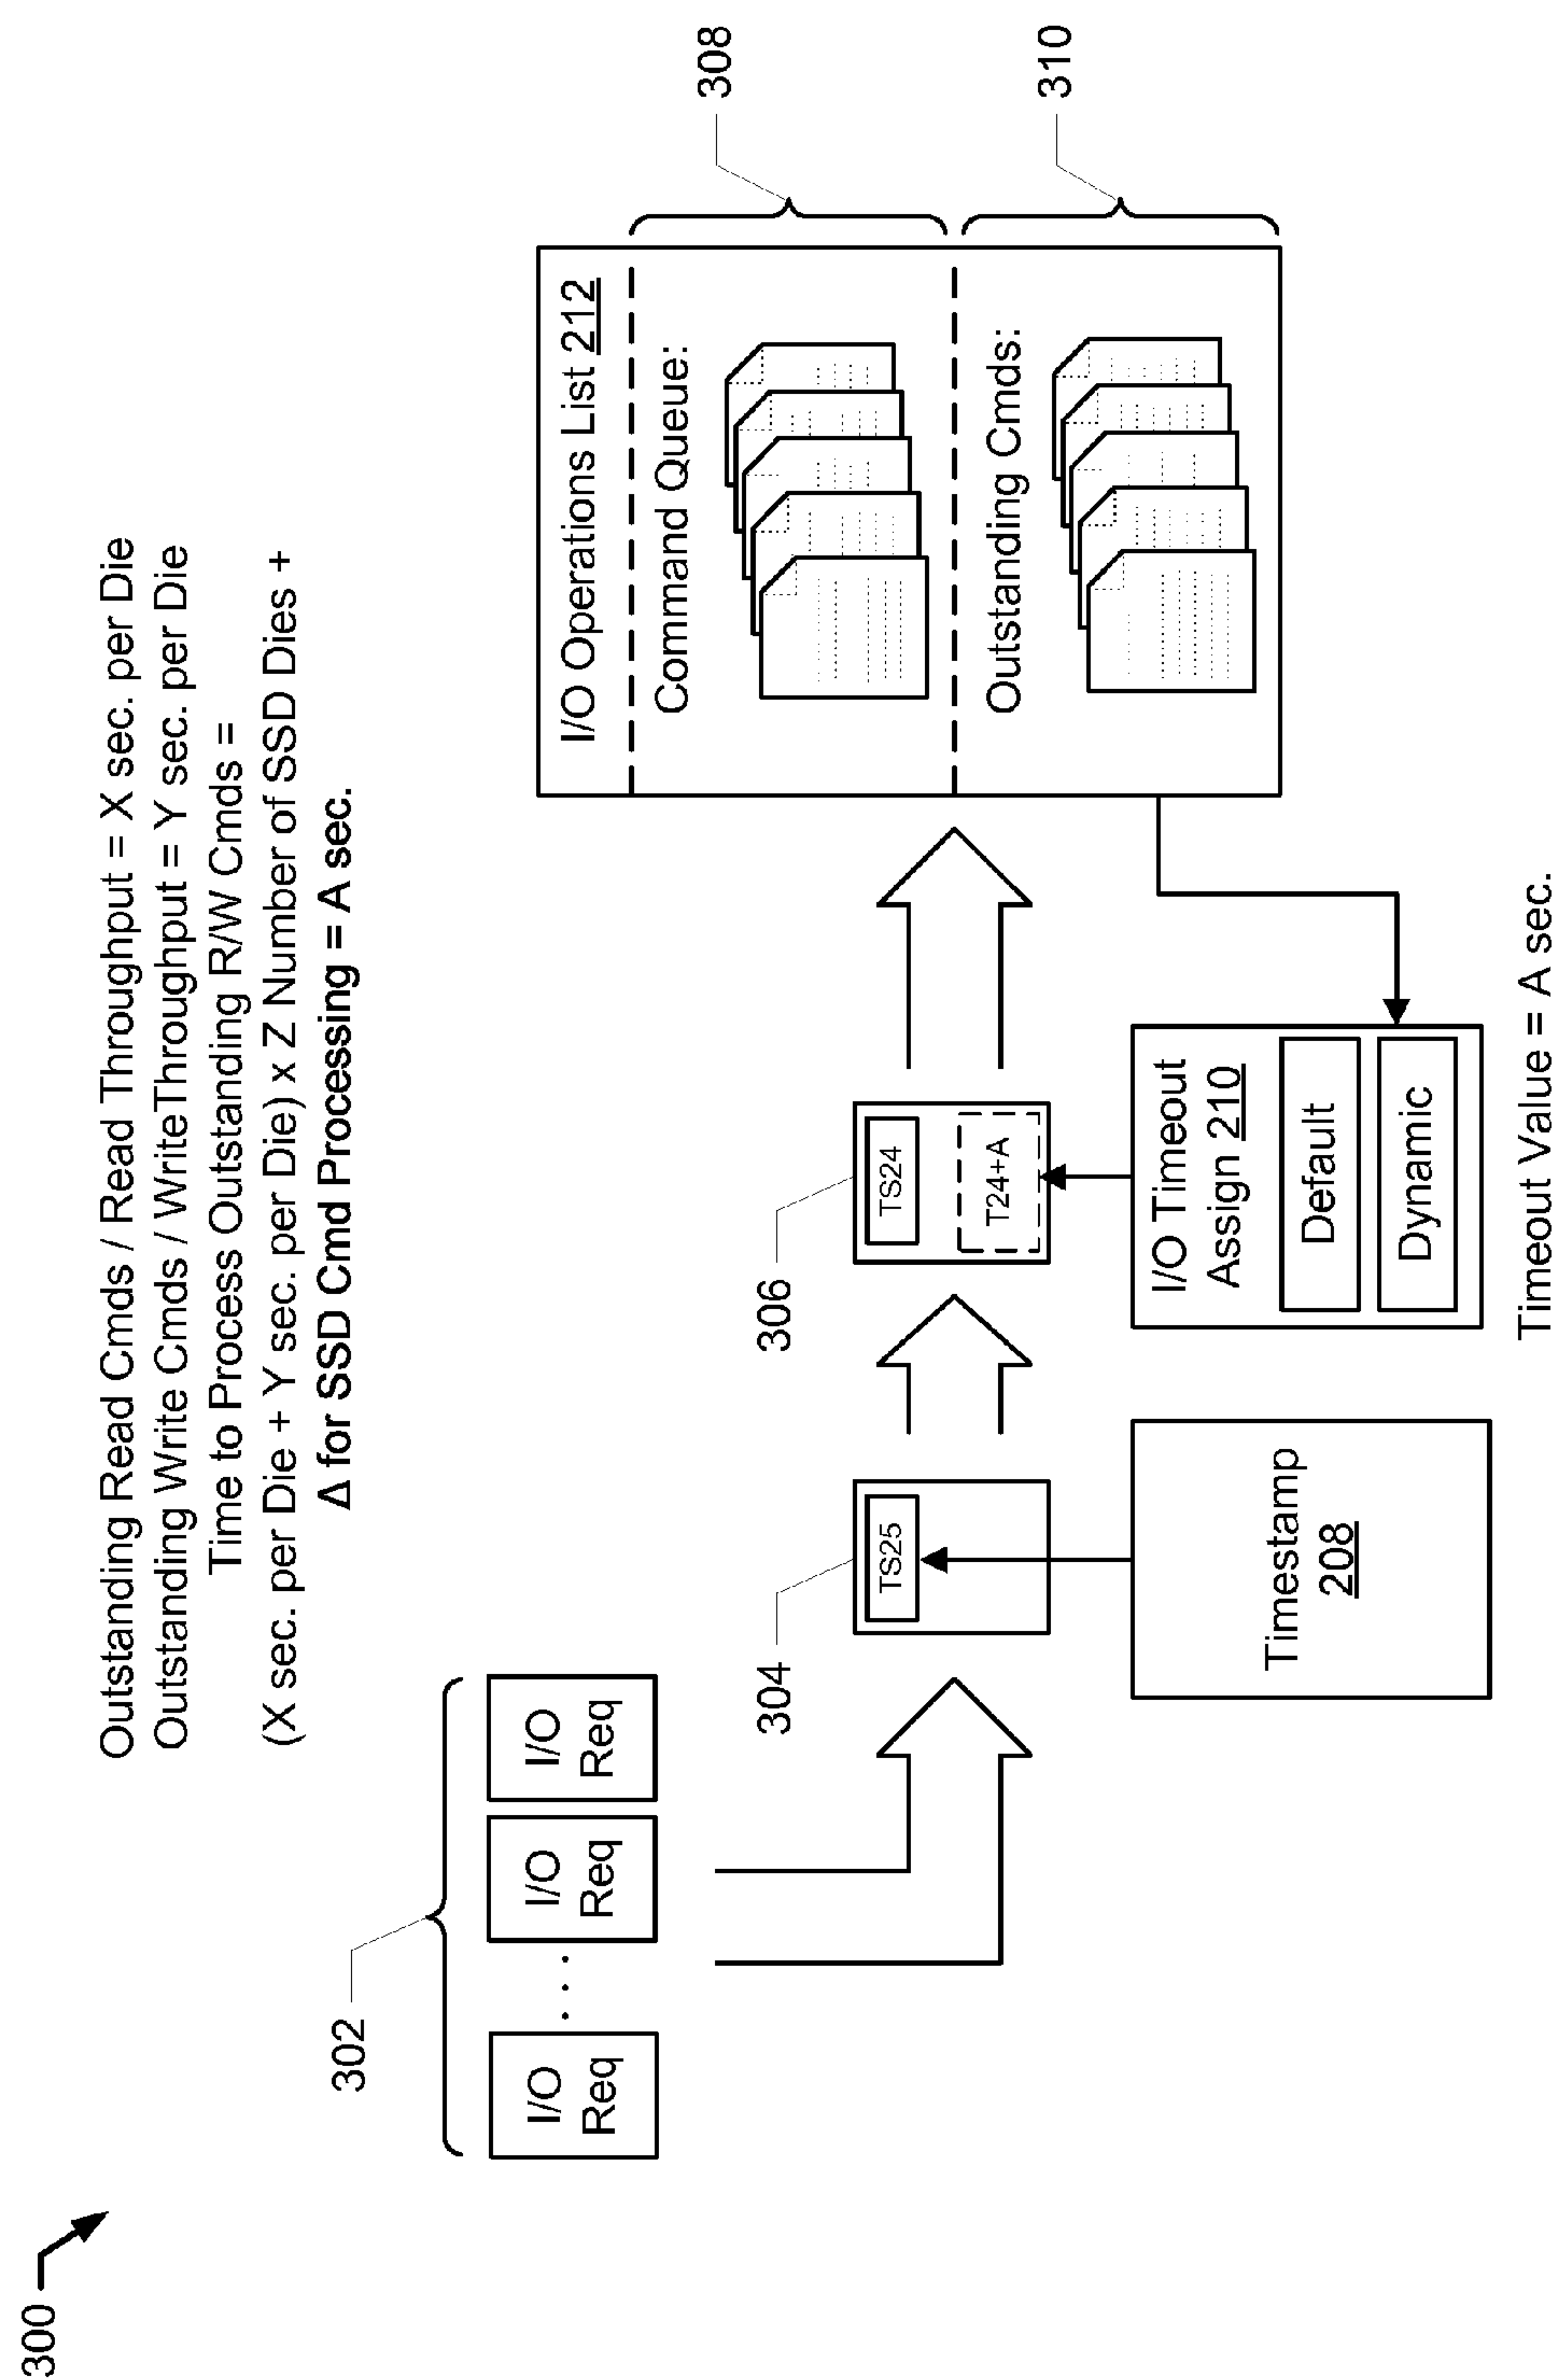 300
Outstanding Read Cmds / Read Throughput = X sec. per Die
Outstanding Write Cmds / WriteThroughput = Y sec. per Die
Time to Process Outstanding R/W Cmds =
(X sec. per Die + Y sec. per Die) x Z Number of SSD Dies +
Δ for SSD Cmd Processing = A sec.
302
I/O
Req
. . .
I/O
Req
I/O
Req
304
TS25
Timestamp
208
306
TS24
T24+A
I/O Timeout
Assign 210
Default
Dynamic
Timeout Value = A sec.
I/O Operations List 212
Command Queue:
308
Outstanding Cmds:
310